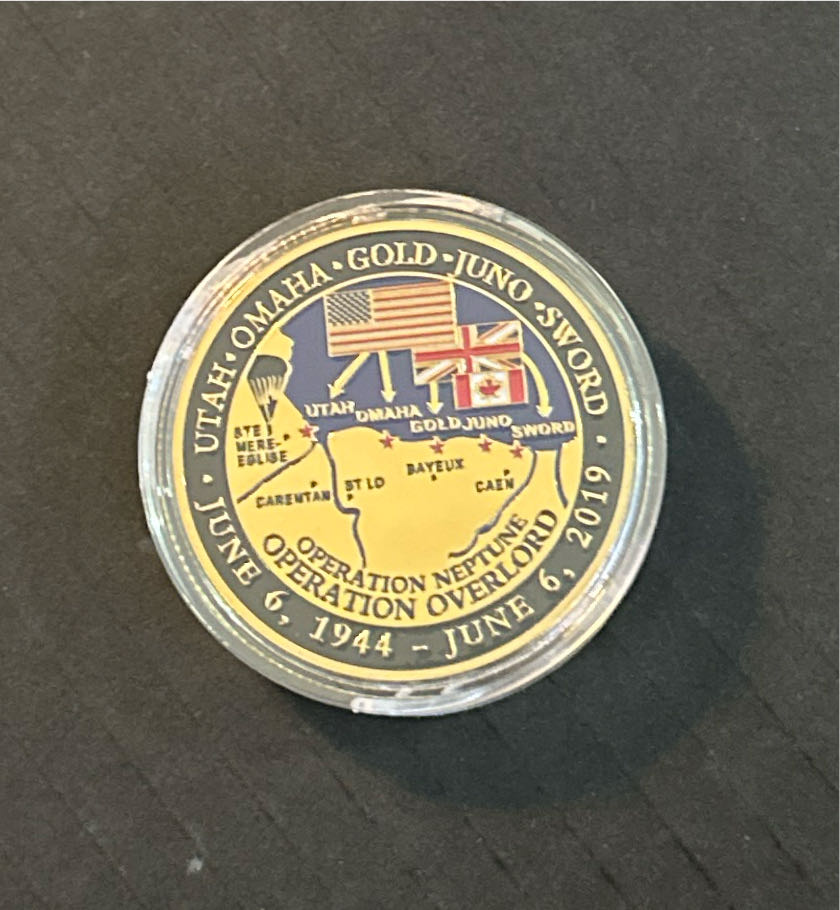 · UTAH · OMAHA · GOLD · JUNO · SWORD ·
UTAH
OMAHA
GOLD
JUNO
SWORD
STE
MERE-
EGLISE
BAYEUX
CARENTAN
ST LO
CAEN
OPERATION NEPTUNE
OPERATION OVERLORD
JUNE 6, 1944 - JUNE 6, 2019